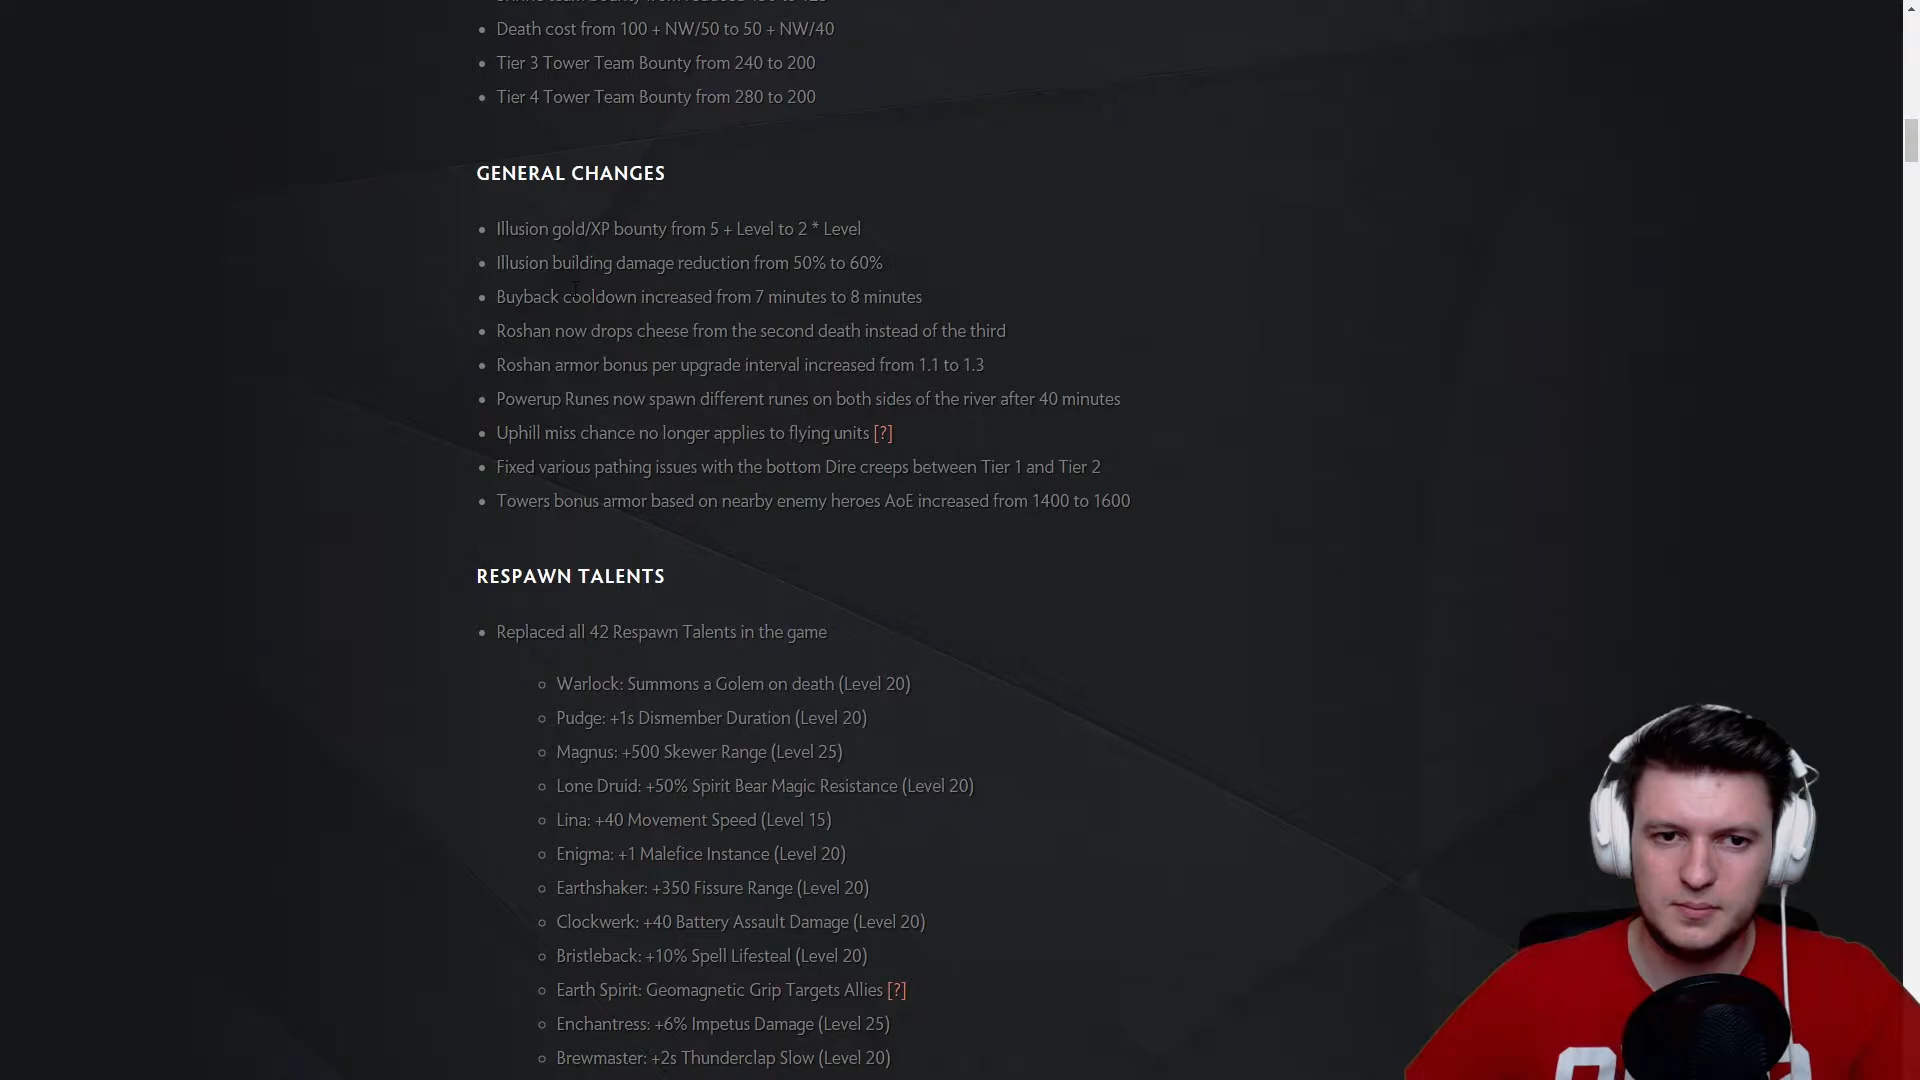 Shrine team bounty from reduced 150 to 125
• Death cost from 100 + NW/50 to 50 + NW/40
• Tier 3 Tower Team Bounty from 240 to 200
• Tier 4 Tower Team Bounty from 280 to 200
GENERAL CHANGES
• Illusion gold/XP bounty from 5 + Level to 2 * Level
• Illusion building damage reduction from 50% to 60%
• Buyback cooldown increased from 7 minutes to 8 minutes
• Roshan now drops cheese from the second death instead of the third
• Roshan armor bonus per upgrade interval increased from 1.1 to 1.3
• Powerup Runes now spawn different runes on both sides of the river after 40 minutes
• Uphill miss chance no longer applies to flying units [?]
• Fixed various pathing issues with the bottom Dire creeps between Tier 1 and Tier 2
• Towers bonus armor based on nearby enemy heroes AoE increased from 1400 to 1600
RESPAWN TALENTS
• Replaced all 42 Respawn Talents in the game
Warlock: Summons a Golem on death (Level 20)
Pudge: +1s Dismember Duration (Level 20)
Magnus: +500 Skewer Range (Level 25)
Lone Druid: +50% Spirit Bear Magic Resistance (Level 20)
Lina: +40 Movement Speed (Level 15)
Enigma: +1 Malefice Instance (Level 20)
Earthshaker: +350 Fissure Range (Level 20)
Clockwerk: +40 Battery Assault Damage (Level 20)
Bristleback: +10% Spell Lifesteal (Level 20)
Earth Spirit: Geomagnetic Grip Targets Allies [?]
Enchantress: +6% Impetus Damage (Level 25)
Brewmaster: +2s Thunderclap Slow (Level 20)